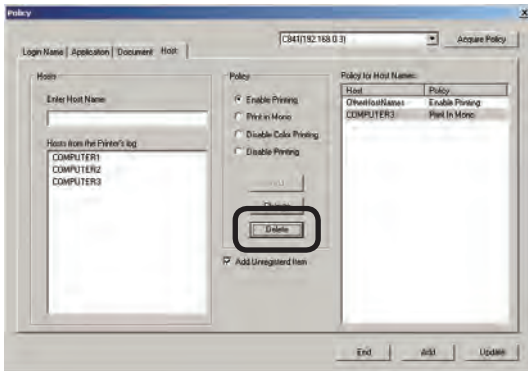 Policy
X
C841(192.168.0.3)
Acquire Policy
Login Name
Application
Document
Host
Hosts
Enter Host Name
Hosts from the Printer's log
COMPUTER1
COMPUTER2
COMPUTER3
Policy
Enable Printing
Print in Mono
Disable Color Printing
Disable Printing
Change
Delete
Add Unregisterd Item
Policy for Host Names:
Host Policy
OtherHostNames Enable Printing
COMPUTER3 Print In Mono
End
Add
Update